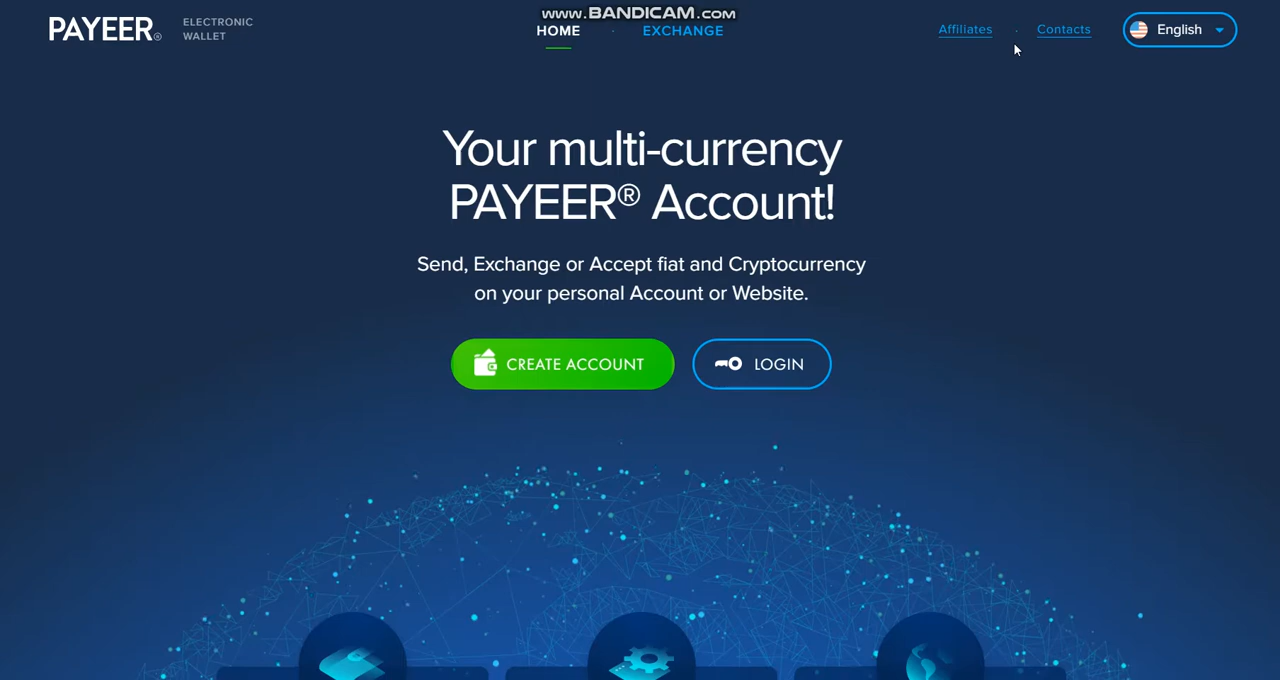 www.BANDICAM.com
PAYEER®
ELECTRONIC
WALLET
HOME
EXCHANGE
Affiliates
Contacts
English
Your multi-currency
PAYEER® Account!
Send, Exchange or Accept fiat and Cryptocurrency
on your personal Account or Website.
CREATE ACCOUNT
LOGIN